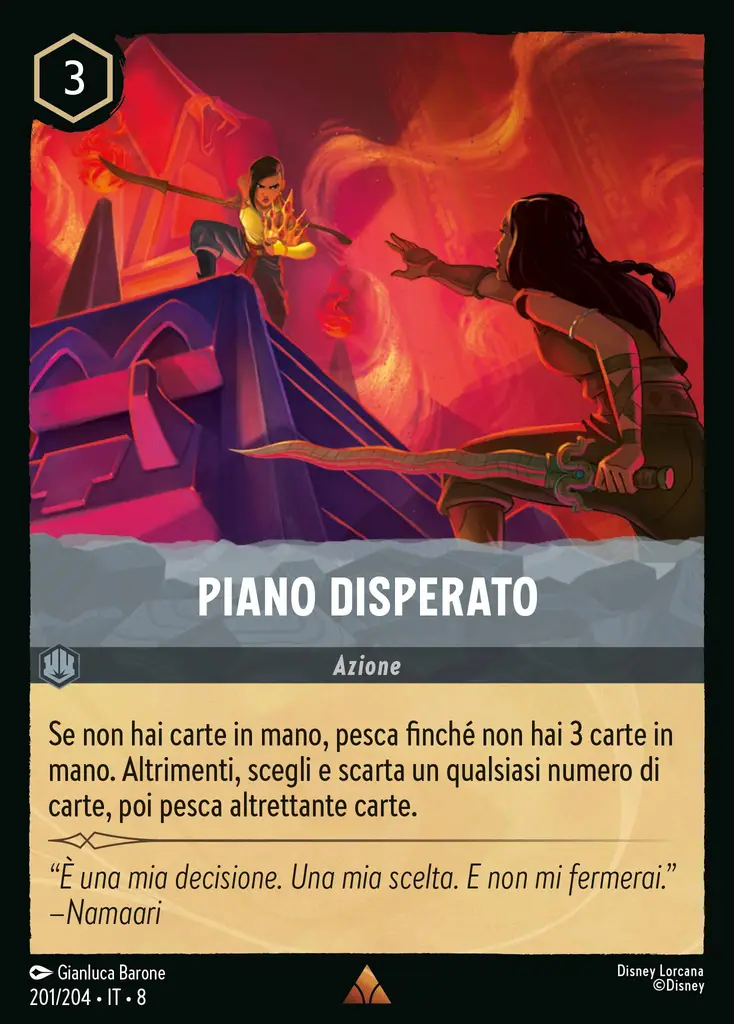 3
PIANO DISPERATO
Azione
Se non hai carte in mano, pesca finché non hai 3 carte in
mano. Altrimenti, scegli e scarta un qualsiasi numero di
carte, poi pesca altrettante carte.
“È una mia decisione. Una mia scelta. E non mi fermerai.”
–Namaari
Gianluca Barone
Disney Lorcana
201/204 • IT • 8
©Disney